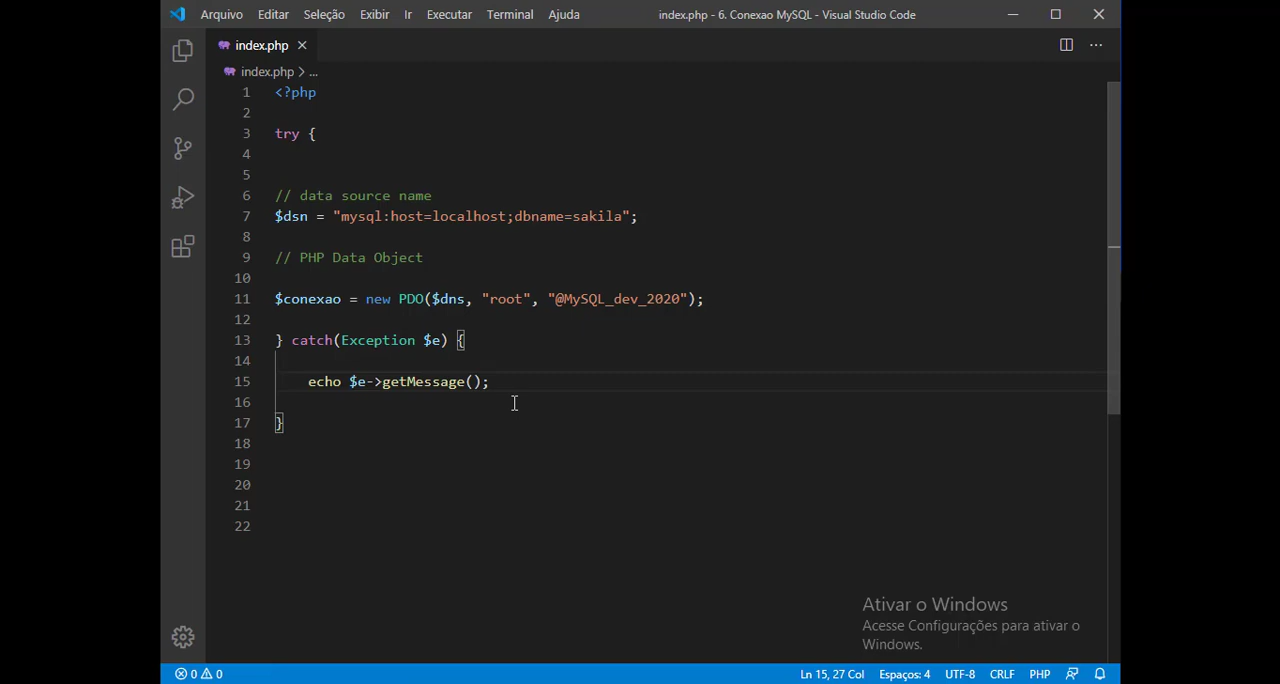 Arquivo Editar Seleção Exibir Ir Executar Terminal Ajuda index.php - 6. Conexao MySQL - Visual Studio Code
index.php
index.php > ...
1 <?php
2
3 try {
4
5
6 // data source name
7 $dsn = "mysql:host=localhost;dbname=sakila";
8
9 // PHP Data Object
10
11 $conexao = new PDO($dns, "root", "@MySQL_dev_2020");
12
13 } catch(Exception $e) {
14
15 echo $e->getMessage();
16
17 }
18
19
20
21
22
Ativar o Windows
Acesse Configurações para ativar o
Windows.
0 0 Ln 15, 27 Col Espaços: 4 UTF-8 CRLF PHP